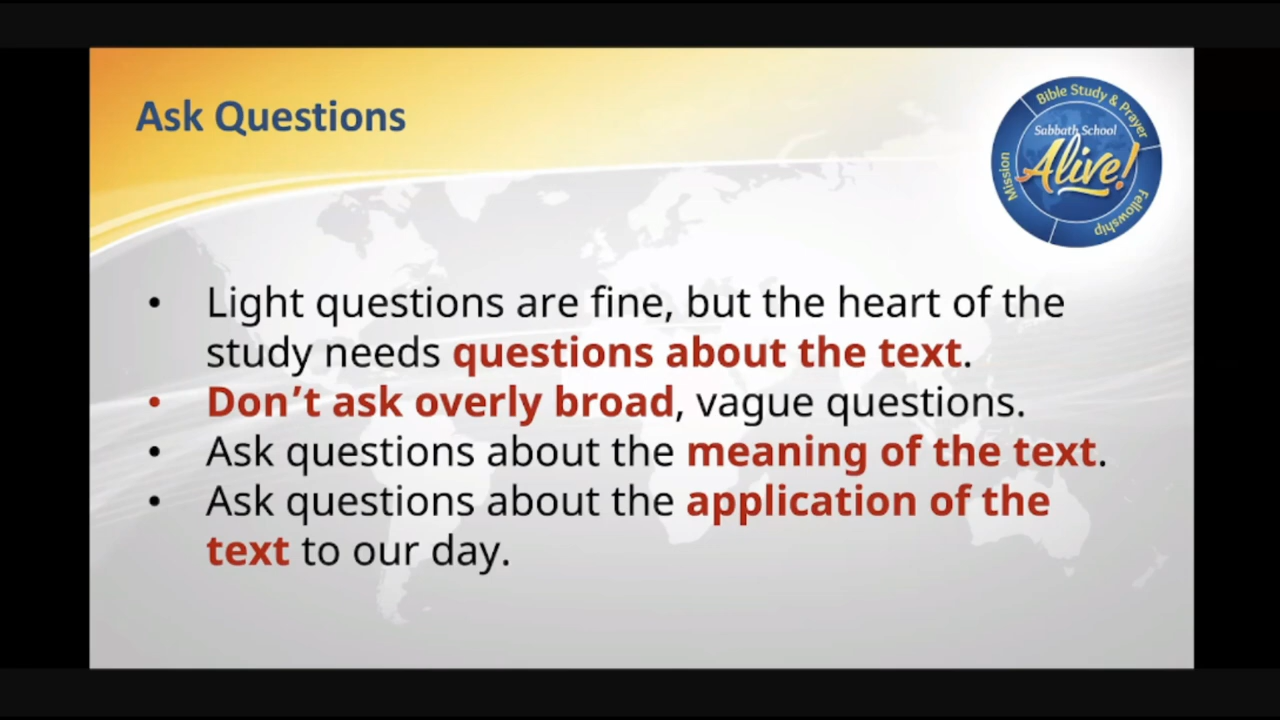 Ask Questions
Bible Study & Prayer
Sabbath School
Alive!
Mission
Fellowship
• Light questions are fine, but the heart of the
study needs questions about the text.
• Don’t ask overly broad, vague questions.
• Ask questions about the meaning of the text.
• Ask questions about the application of the
text to our day.